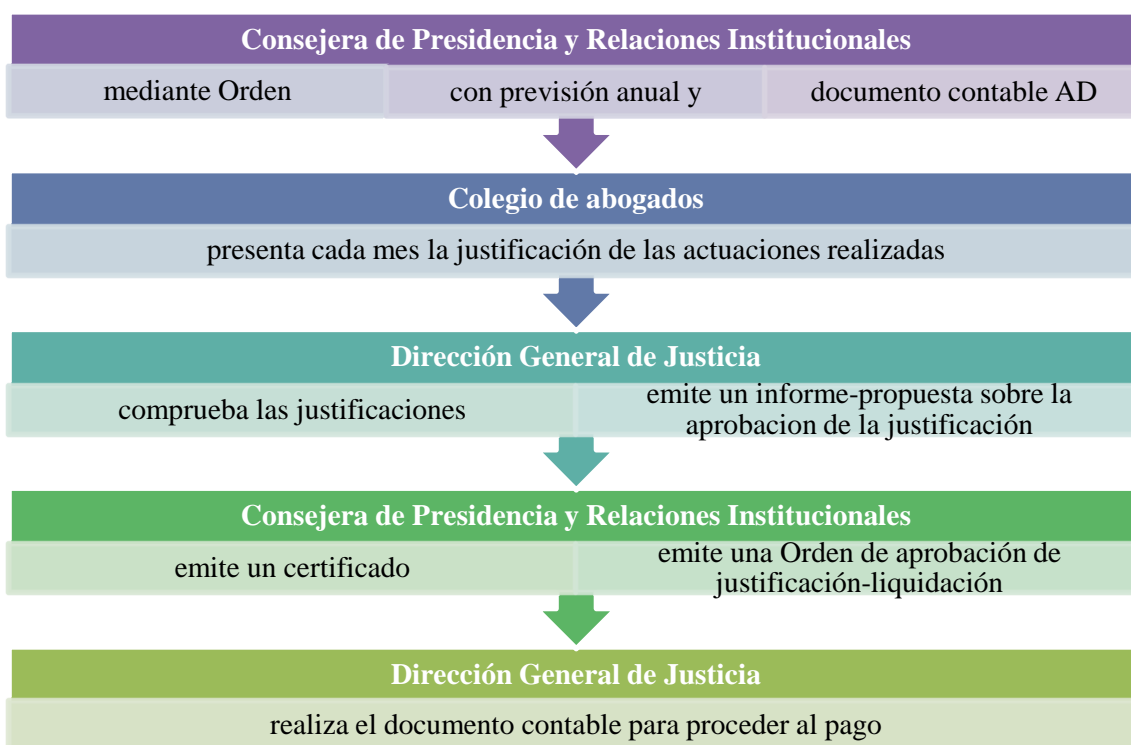 Consejera de Presidencia y Relaciones Institucionales
mediante Orden
con previsión anual y
documento contable AD
Colegio de abogados
presenta cada mes la justificación de las actuaciones realizadas
Dirección General de Justicia
comprueba las justificaciones
emite un informe-propuesta sobre la
aprobacion de la justificación
Consejera de Presidencia y Relaciones Institucionales
emite un certificado
emite una Orden de aprobación de
justificación-liquidación
Dirección General de Justicia
realiza el documento contable para proceder al pago